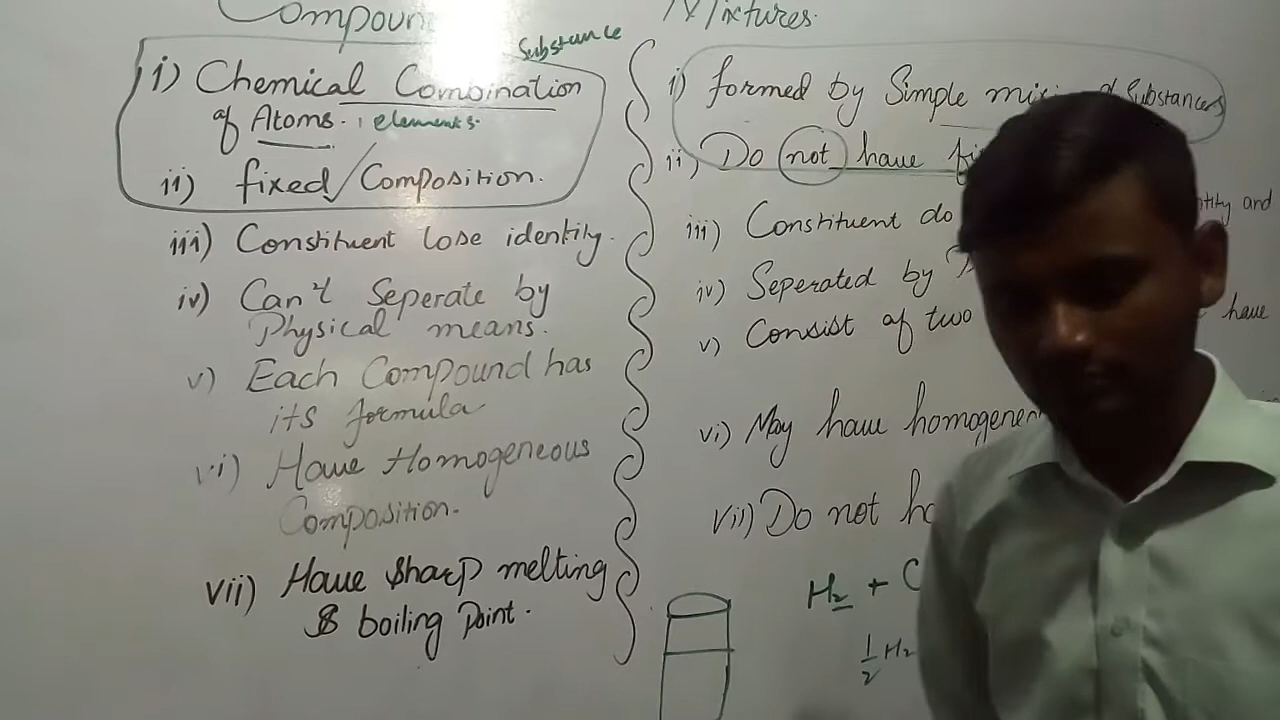 Compoun
Substance
i) Chemical Combination
of Atoms. elements.
ii) fixed/Composition.
iii) Constituent lose identity.
iv) Can't Seperate by
Physical means.
v) Each Compound has
its formula
vi) Have Homogeneous
Composition.
vii) Have Sharp melting
& boiling Point.
Mixtures.
i) formed by Simple of Substances
ii) Do not have
iii) Constituent do and
iv) Seperated by
v) Consist of two have
vi) May have
vii) Do not
H2 +
1/2 H2